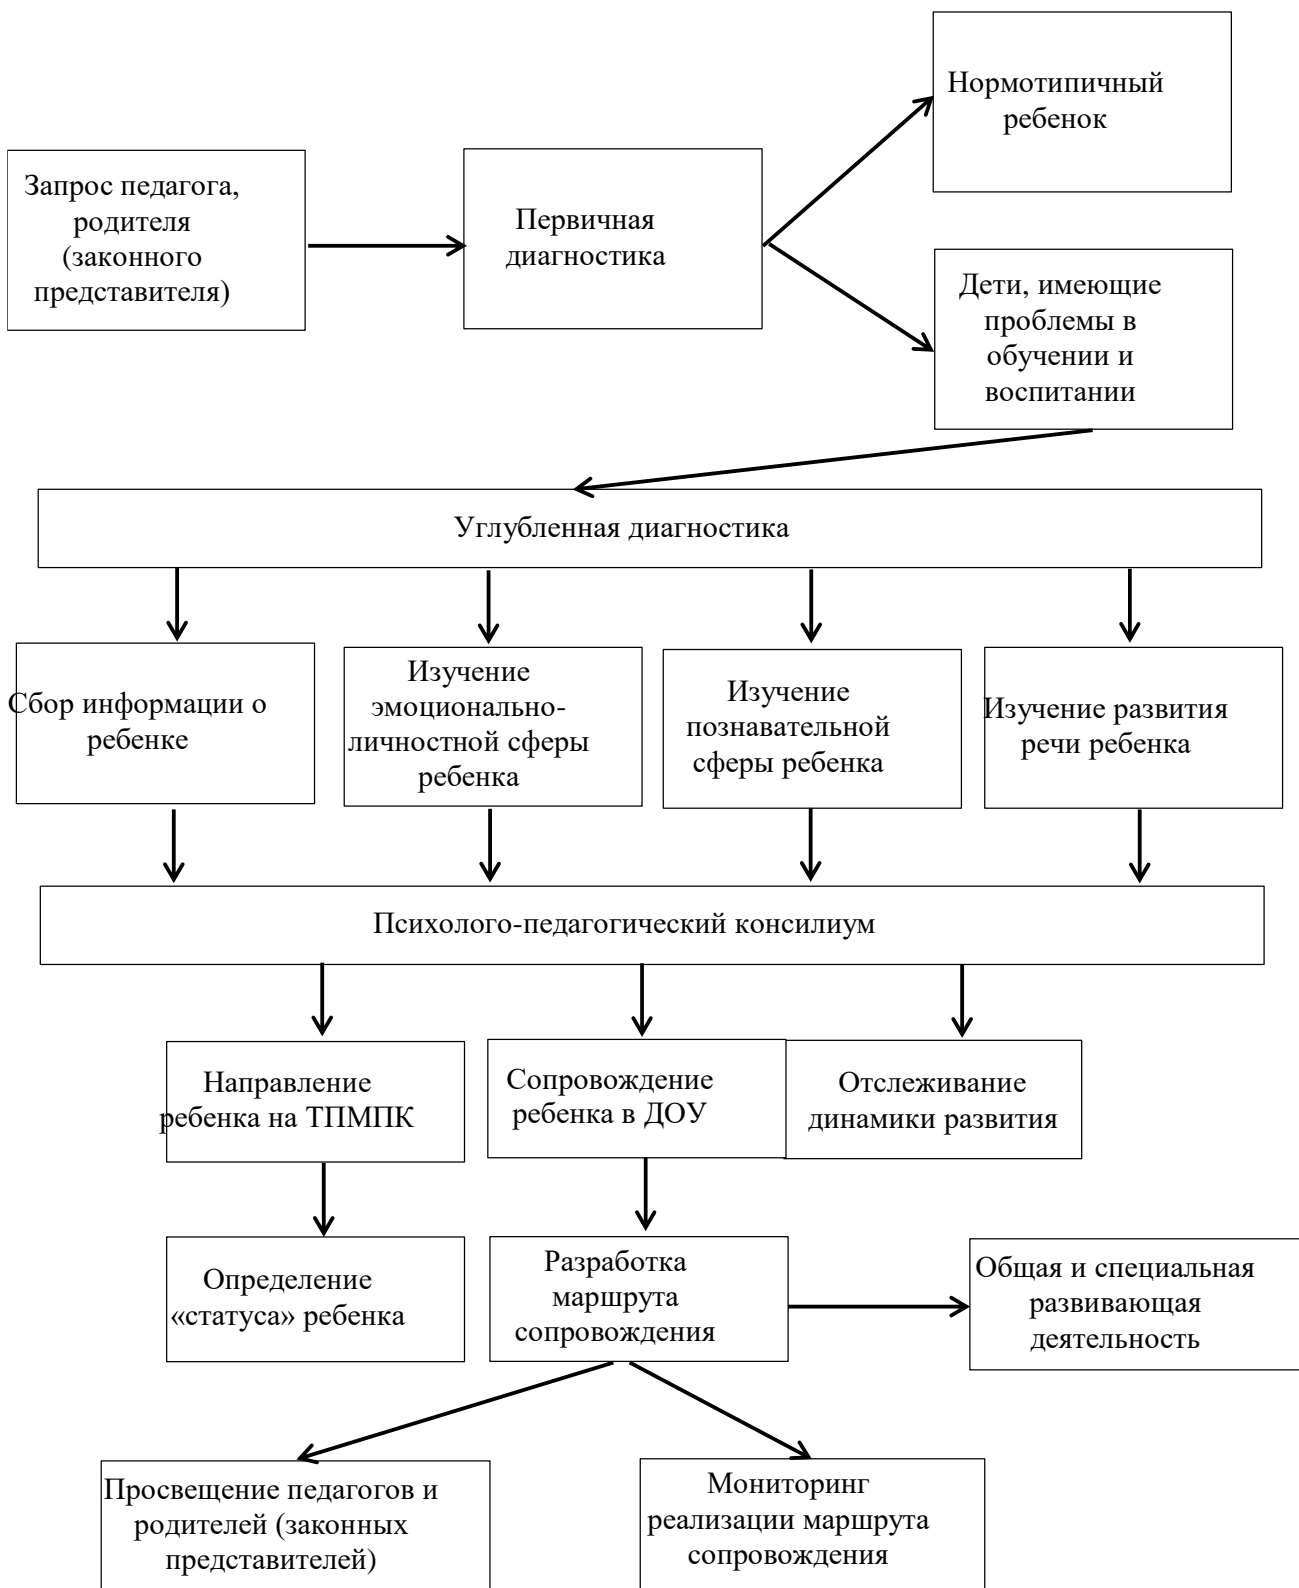 Нормотипичный
ребенок
Запрос педагога,
родителя
(законного
представителя)
Первичная
диагностика
Дети, имеющие
проблемы в
обучении и
воспитании
Углубленная диагностика
Сбор информации о
ребенке
Изучение
эмоционально-
личностной сферы
ребенка
Изучение
познавательной
сферы ребенка
Изучение развития
речи ребенка
Психолого-педагогический консилиум
Направление
ребенка на ТПМПК
Сопровождение
ребенка в ДОУ
Отслеживание
динамики развития
Определение
«статуса» ребенка
Разработка
маршрута
сопровождения
Общая и специальная
развивающая
деятельность
Просвещение педагогов и
родителей (законных
представителей)
Мониторинг
реализации маршрута
сопровождения